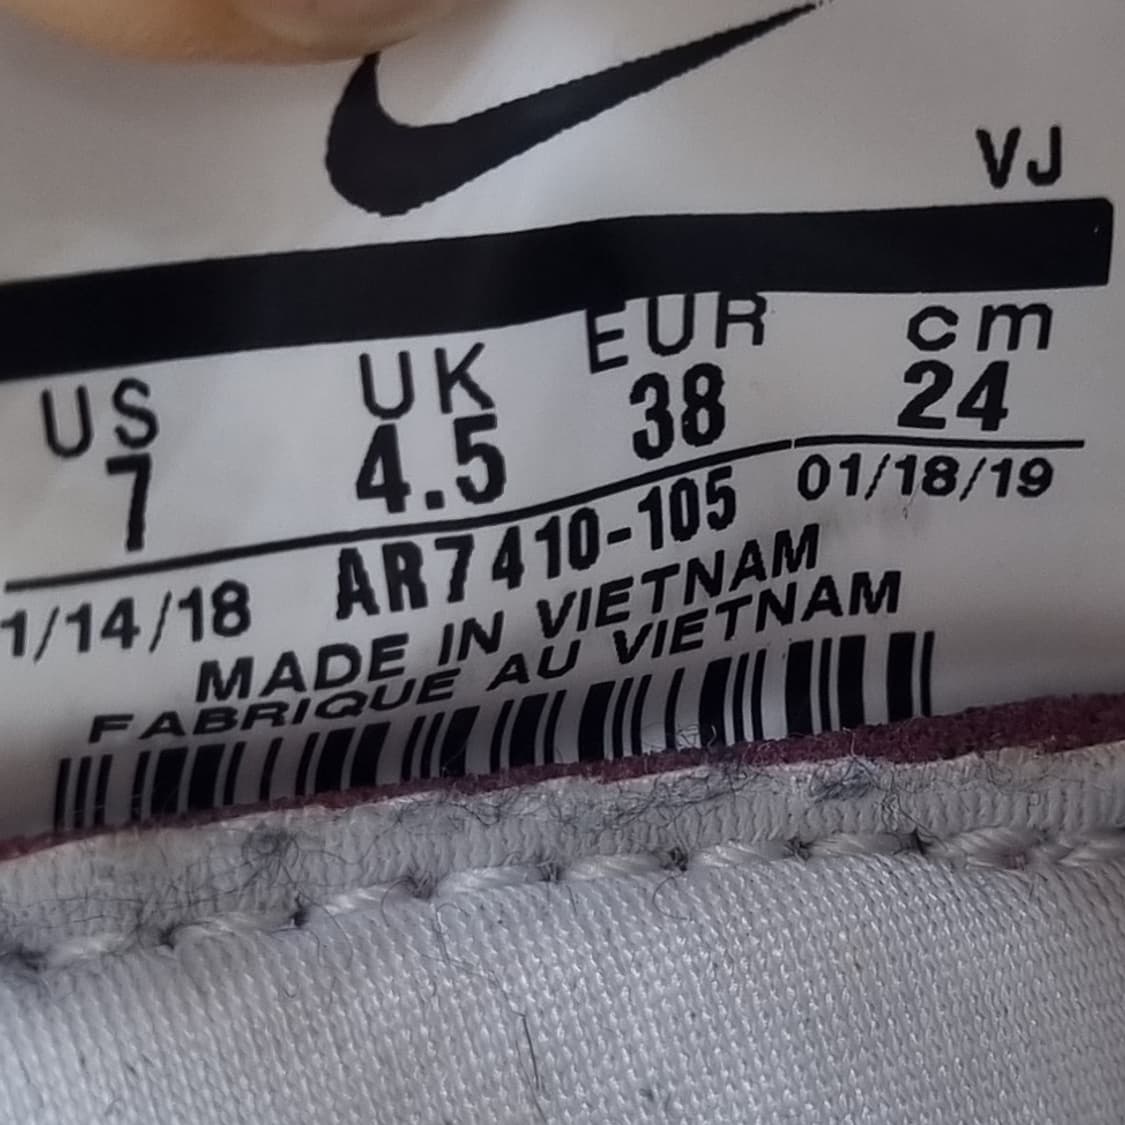 VJ
US UK EUR cm
7 4.5 38 24
1/14/18 AR7410-105 01/18/19
MADE IN VIETNAM
FABRIQUE AU VIETNAM